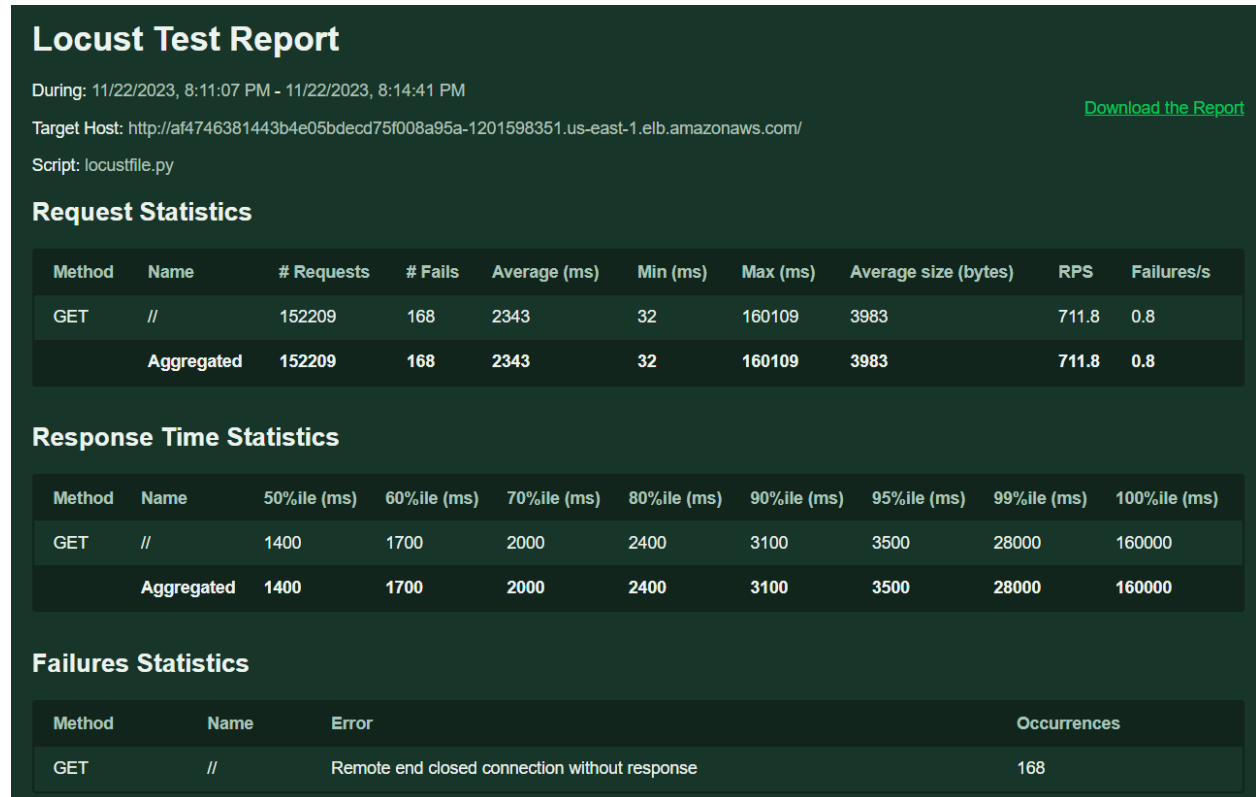 Locust Test Report
During: 11/22/2023, 8:11:07 PM - 11/22/2023, 8:14:41 PM
Download the Report
Target Host: http://af4746381443b4e05bdecd75f008a95a-1201598351.us-east-1.elb.amazonaws.com/
Script: locustfile.py
Request Statistics
Method Name # Requests # Fails Average (ms) Min (ms) Max (ms) Average size (bytes) RPS Failures/s
GET // 152209 168 2343 32 160109 3983 711.8 0.8
Aggregated 152209 168 2343 32 160109 3983 711.8 0.8
Response Time Statistics
Method Name 50%ile (ms) 60%ile (ms) 70%ile (ms) 80%ile (ms) 90%ile (ms) 95%ile (ms) 99%ile (ms) 100%ile (ms)
GET // 1400 1700 2000 2400 3100 3500 28000 160000
Aggregated 1400 1700 2000 2400 3100 3500 28000 160000
Failures Statistics
Method Name Error Occurrences
GET // Remote end closed connection without response 168